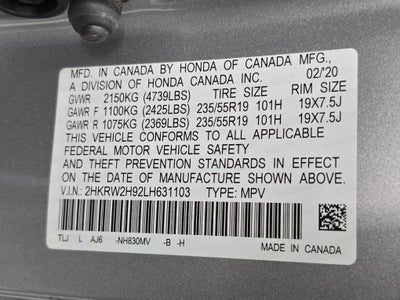 MFD. IN CANADA BY HONDA OF CANADA MFG.,
A DIVISION OF HONDA CANADA INC. 02/'20
GVWR 2150KG (4739LBS) TIRE SIZE RIM SIZE
GAWR F 1100KG (2425LBS) 235/55R19 101H 19X7.5J
GAWR R 1075KG (2369LBS) 235/55R19 101H 19X7.5J
THIS VEHICLE CONFORMS TO ALL APPLICABLE
FEDERAL MOTOR VEHICLE SAFETY
AND THEFT PREVENTION STANDARDS IN EFFECT
ON THE DATE OF MANUFACTURE SHOWN ABOVE.
V.I.N.: 2HKRW2H92LH631103 TYPE: MPV
TLJ L AJ6 -NH830MV -B -H MADE IN CANADA